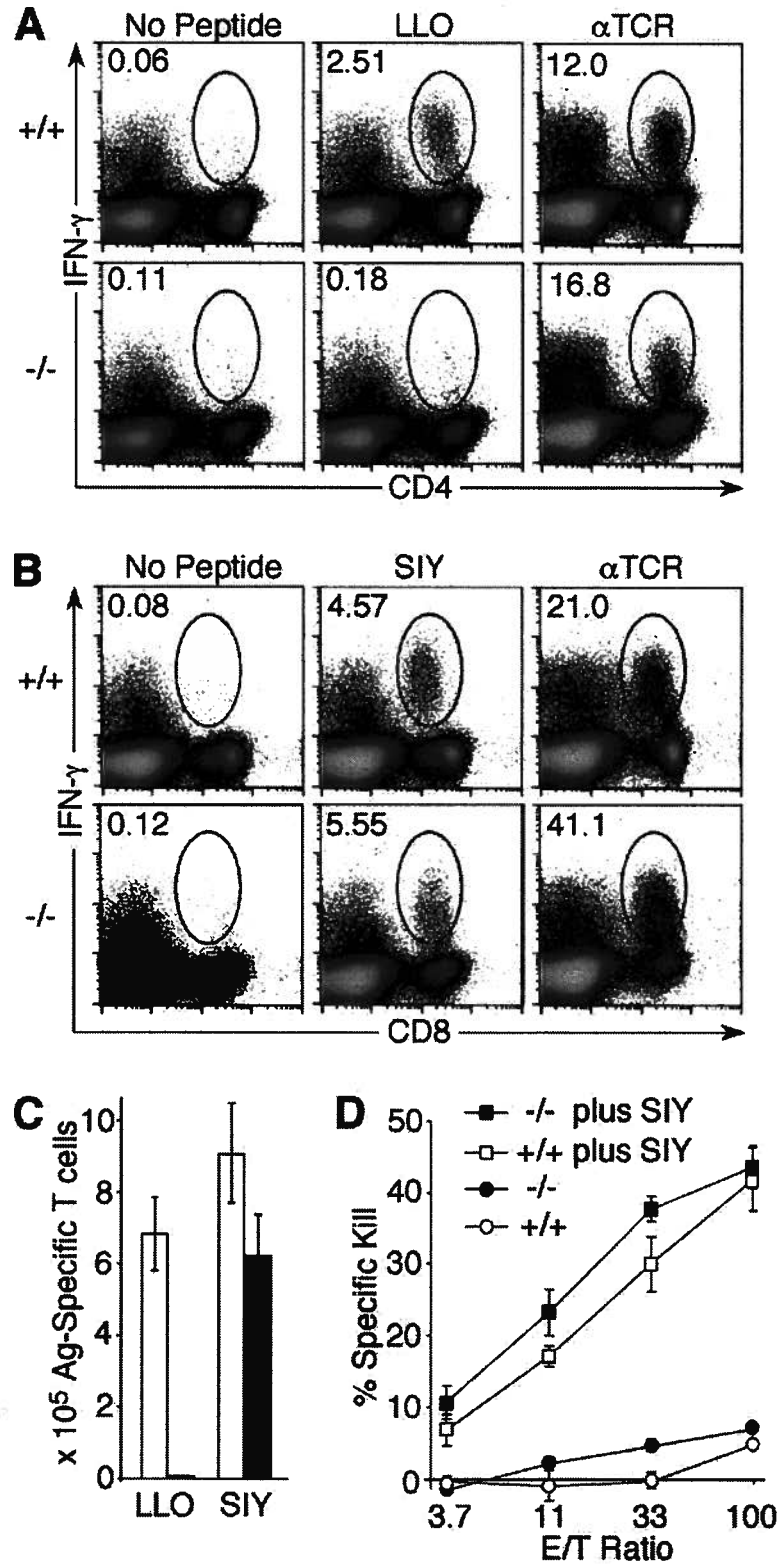 A
No Peptide LLO αTCR
+/+ 0.06 2.51 12.0
-/- 0.11 0.18 16.8
IFN-γ
CD4
B
No Peptide SIY αTCR
+/+ 0.08 4.57 21.0
-/- 0.12 5.55 41.1
IFN-γ
CD8
C
x 10⁵ Ag-Specific T cells
10
8
6
4
2
0
LLO SIY
D
% Specific Kill
50
40
30
20
10
0
-/- plus SIY
+/+ plus SIY
-/-
+/+
3.7 11 33 100
E/T Ratio